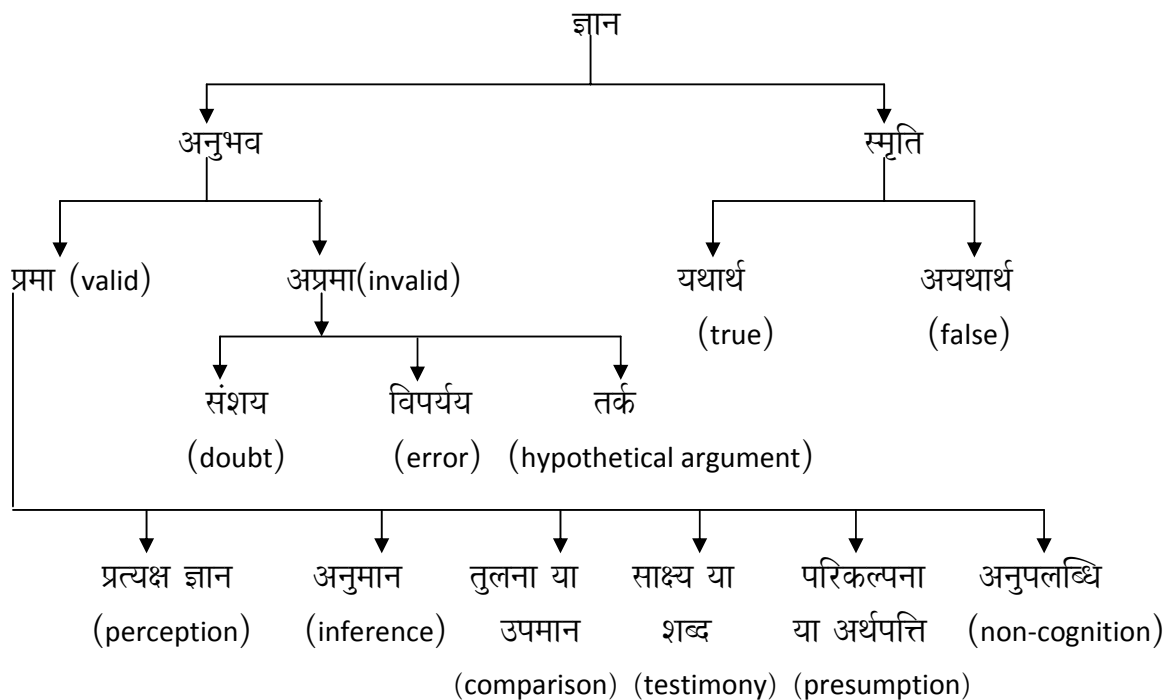 ज्ञान
अनुभव स्मृति
प्रमा (valid) अप्रमा(invalid) यथार्थ अयथार्थ
(true) (false)
संशय विपर्यय तर्क
(doubt) (error) (hypothetical argument)
प्रत्यक्ष ज्ञान अनुमान तुलना या साक्ष्य या परिकल्पना अनुपलब्धि
(perception) (inference) उपमान शब्द या अर्थपत्ति (non-cognition)
(comparison) (testimony) (presumption)